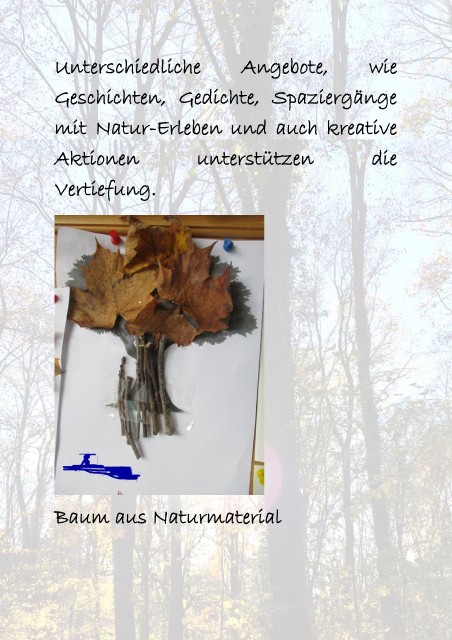 Unterschiedliche Angebote, wie
Geschichten, Gedichte, Spaziergänge
mit Natur-Erleben und auch kreative
Aktionen unterstützen die
Vertiefung.
Baum aus Naturmaterial